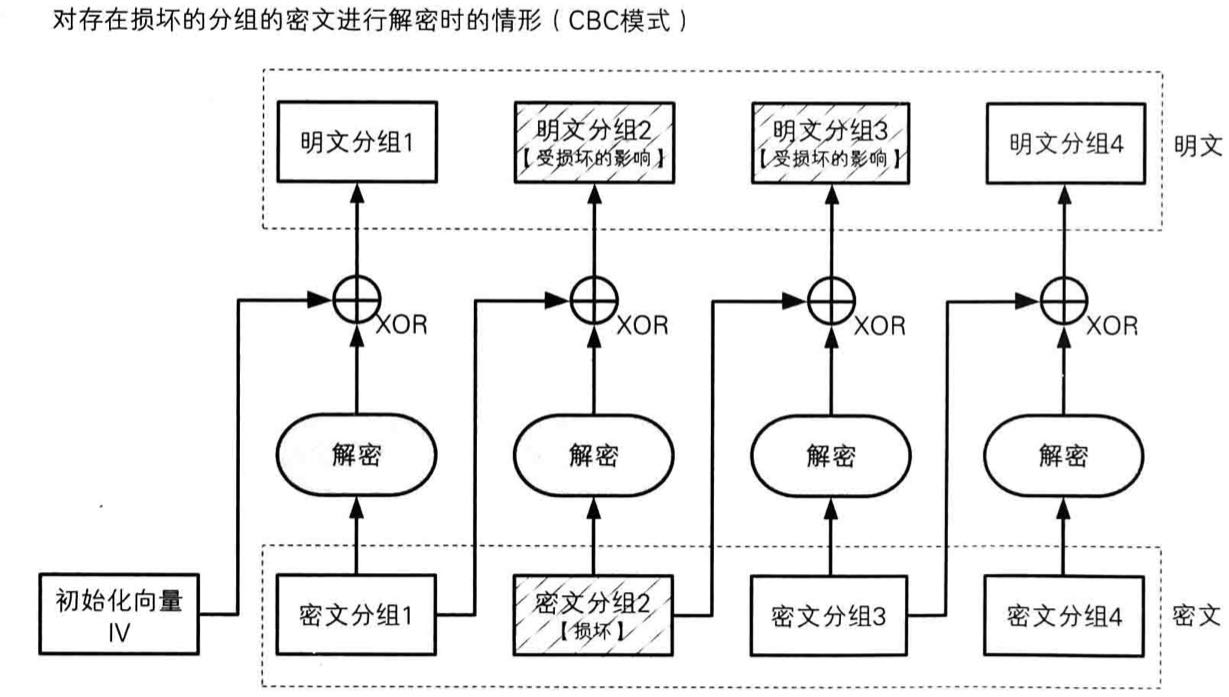 对存在损坏的分组的密文进行解密时的情形（CBC模式）
明文分组1
明文分组2
【受损坏的影响】
明文分组3
【受损坏的影响】
明文分组4
明文
XOR
XOR
XOR
XOR
解密
解密
解密
解密
初始化向量
IV
密文分组1
密文分组2
【损坏】
密文分组3
密文分组4
密文